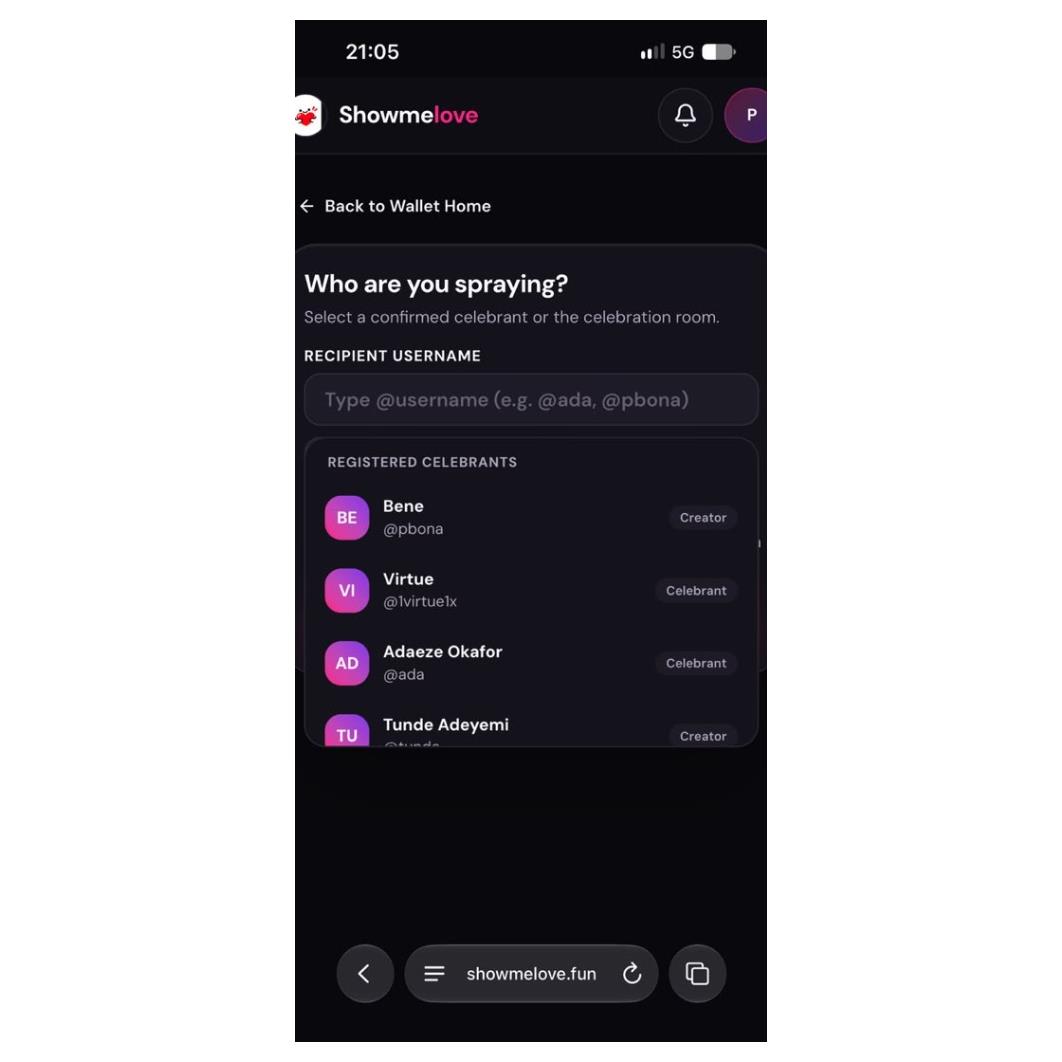 21:05
5G
Showmelove
P
Back to Wallet Home
Who are you spraying?
Select a confirmed celebrant or the celebration room.
RECIPIENT USERNAME
Type @username (e.g. @ada, @pbona)
REGISTERED CELEBRANTS
BE
Bene
@pbona
Creator
VI
Virtue
@1virtue1x
Celebrant
AD
Adaeze Okafor
@ada
Celebrant
TU
Tunde Adeyemi
@tunde
Creator
showmelove.fun